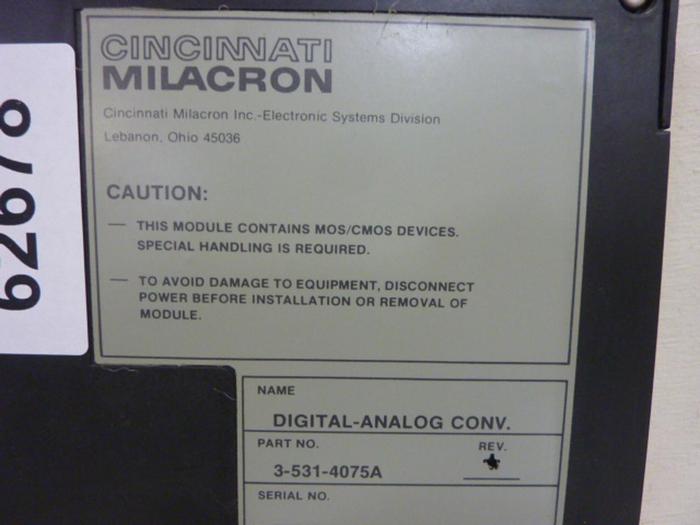 CINCINNATI
MILACRON
Cincinnati Milacron Inc.-Electronic Systems Division
Lebanon, Ohio 45036
CAUTION:
— THIS MODULE CONTAINS MOS/CMOS DEVICES.
SPECIAL HANDLING IS REQUIRED.
— TO AVOID DAMAGE TO EQUIPMENT, DISCONNECT
POWER BEFORE INSTALLATION OR REMOVAL OF
MODULE.
NAME
DIGITAL-ANALOG CONV.
PART NO.
REV.
3-531-4075A
SERIAL NO.
62678